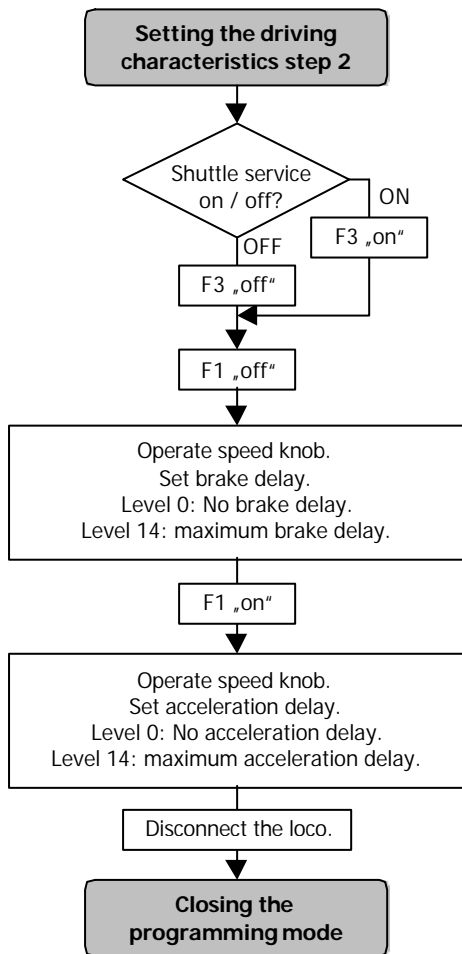 Setting the driving
characteristics step 2
Shuttle service
on / off?
ON
F3 „on“
OFF
F3 „off“
F1 „off“
Operate speed knob.
Set brake delay.
Level 0: No brake delay.
Level 14: maximum brake delay.
F1 „on“
Operate speed knob.
Set acceleration delay.
Level 0: No acceleration delay.
Level 14: maximum acceleration delay.
Disconnect the loco.
Closing the
programming mode